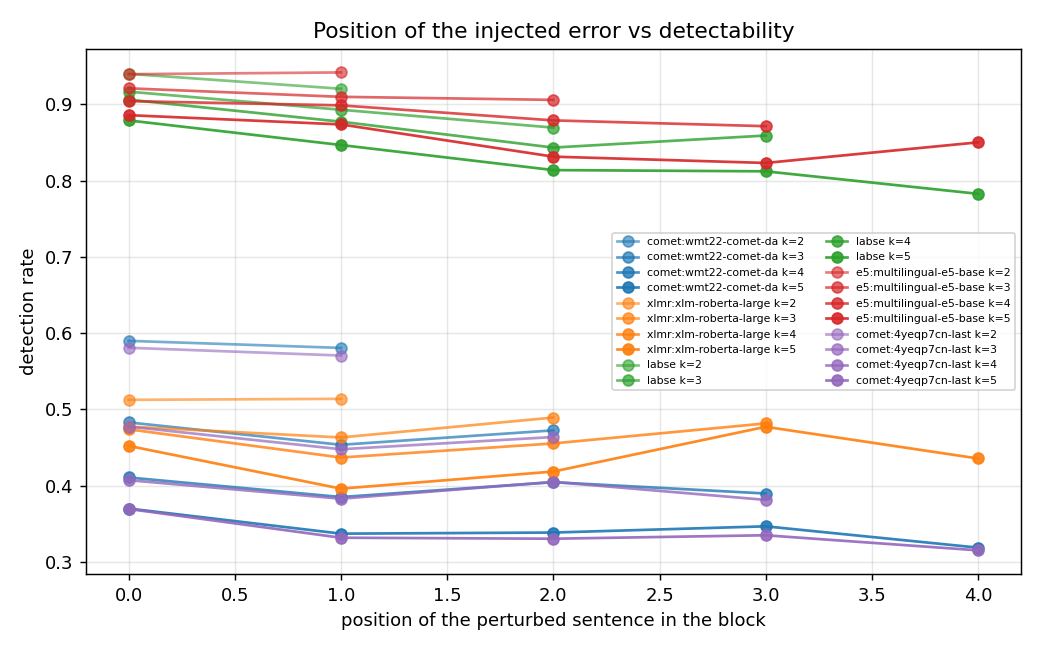 Position of the injected error vs detectability
detection rate
0.9
0.8
0.7
0.6
0.5
0.4
0.3
comet:wmt22-comet-da k=2
comet:wmt22-comet-da k=3
comet:wmt22-comet-da k=4
comet:wmt22-comet-da k=5
xlmr:xlm-roberta-large k=2
xlmr:xlm-roberta-large k=3
xlmr:xlm-roberta-large k=4
xlmr:xlm-roberta-large k=5
labse k=2
labse k=3
labse k=4
labse k=5
e5:multilingual-e5-base k=2
e5:multilingual-e5-base k=3
e5:multilingual-e5-base k=4
e5:multilingual-e5-base k=5
comet:4yeqp7cn-last k=2
comet:4yeqp7cn-last k=3
comet:4yeqp7cn-last k=4
comet:4yeqp7cn-last k=5
0.0 0.5 1.0 1.5 2.0 2.5 3.0 3.5 4.0
position of the perturbed sentence in the block